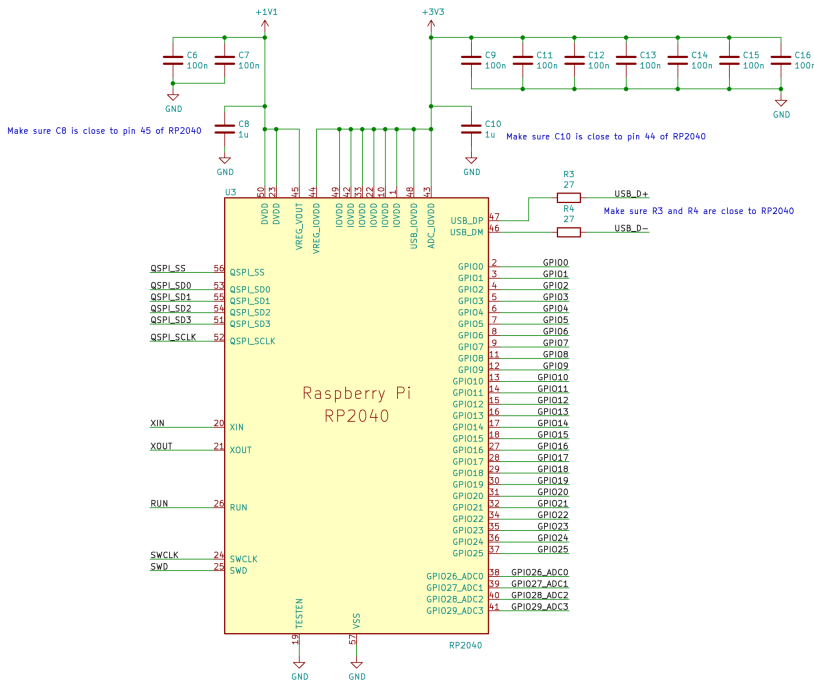 +1V1
+3V3
C6
100n
C7
100n
C9
100n
C11
100n
C12
100n
C13
100n
C14
100n
C15
100n
C16
100n
GND
GND
C8
1u
Make sure C8 is close to pin 45 of RP2040
C10
1u
Make sure C10 is close to pin 44 of RP2040
GND
GND
R3
27
USB_D+
Make sure R3 and R4 are close to RP2040
R4
27
USB_D-
U3
50
23
45
44
49
42
33
22
10
1
48
43
DVDD
DVDD
VREG_VOUT
VREG_IOVDD
IOVDD
IOVDD
IOVDD
IOVDD
IOVDD
IOVDD
USB_IOVDD
ADC_IOVDD
USB_DP 47
USB_DM 46
QSPI_SS 56 QSPI_SS
QSPI_SD0 53 QSPI_SD0
QSPI_SD1 55 QSPI_SD1
QSPI_SD2 54 QSPI_SD2
QSPI_SD3 51 QSPI_SD3
QSPI_SCLK 52 QSPI_SCLK
XIN 20 XIN
XOUT 21 XOUT
RUN 26 RUN
SWCLK 24 SWCLK
SWD 25 SWD
Raspberry Pi
RP2040
GPIO0 2 GPIO0
GPIO1 3 GPIO1
GPIO2 4 GPIO2
GPIO3 5 GPIO3
GPIO4 6 GPIO4
GPIO5 7 GPIO5
GPIO6 8 GPIO6
GPIO7 9 GPIO7
GPIO8 11 GPIO8
GPIO9 12 GPIO9
GPIO10 13 GPIO10
GPIO11 14 GPIO11
GPIO12 15 GPIO12
GPIO13 16 GPIO13
GPIO14 17 GPIO14
GPIO15 18 GPIO15
GPIO16 27 GPIO16
GPIO17 28 GPIO17
GPIO18 29 GPIO18
GPIO19 30 GPIO19
GPIO20 31 GPIO20
GPIO21 32 GPIO21
GPIO22 34 GPIO22
GPIO23 35 GPIO23
GPIO24 36 GPIO24
GPIO25 37 GPIO25
GPIO26_ADC0 38 GPIO26_ADC0
GPIO27_ADC1 39 GPIO27_ADC1
GPIO28_ADC2 40 GPIO28_ADC2
GPIO29_ADC3 41 GPIO29_ADC3
TESTEN
VSS
19
57
RP2040
GND
GND